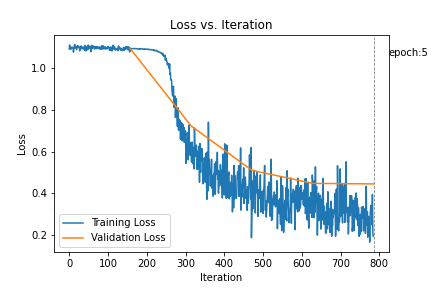 Loss vs. Iteration
epoch:5
1.0
0.8
0.6
0.4
0.2
Loss
Training Loss
Validation Loss
0 100 200 300 400 500 600 700 800
Iteration